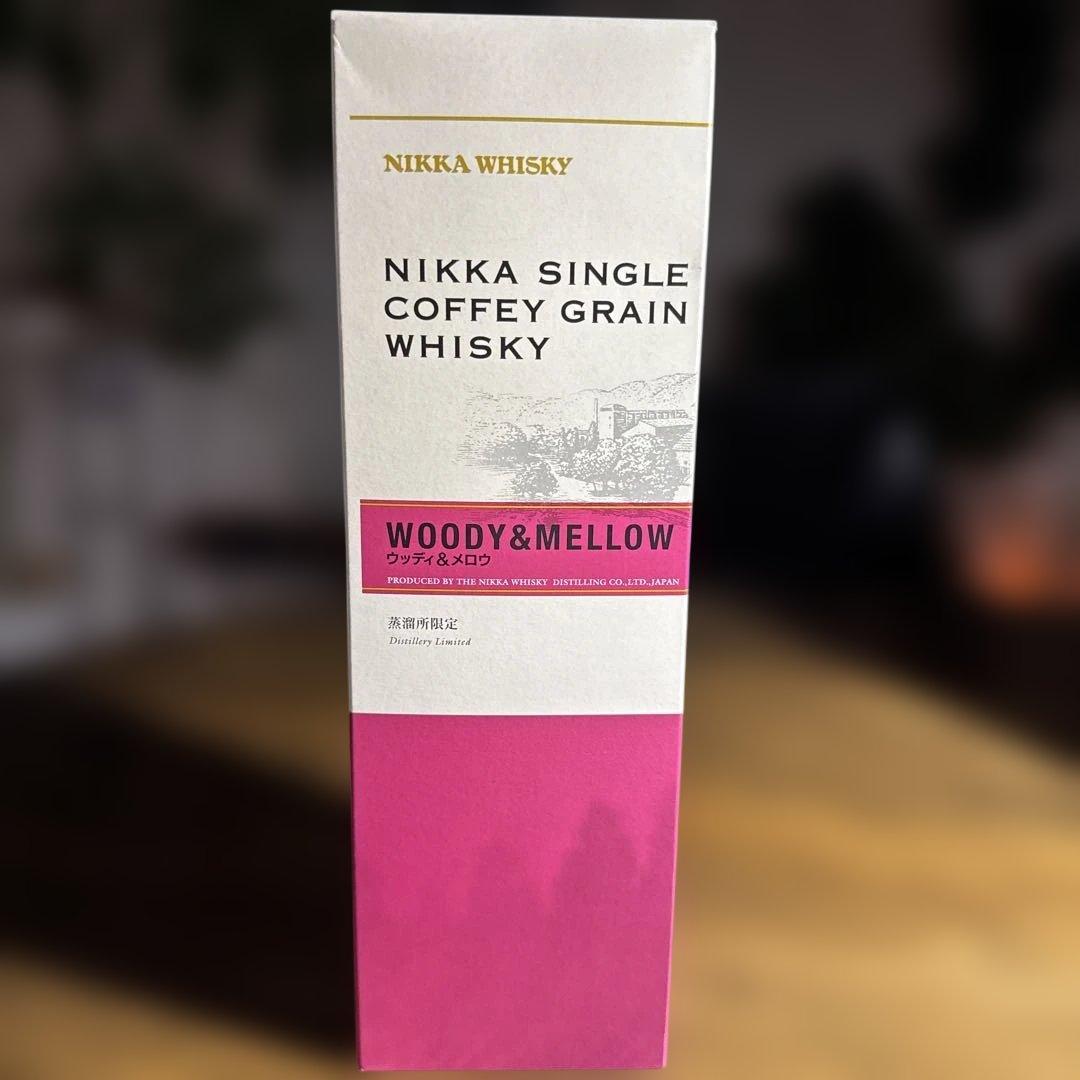 NIKKA WHISKY
NIKKA SINGLE
COFFEY GRAIN
WHISKY
WOODY&MELLOW
ウッディ&メロウ
PRODUCED BY THE NIKKA WHISKY DISTILLING CO.,LTD.,JAPAN
蒸溜所限定
Distillery Limited